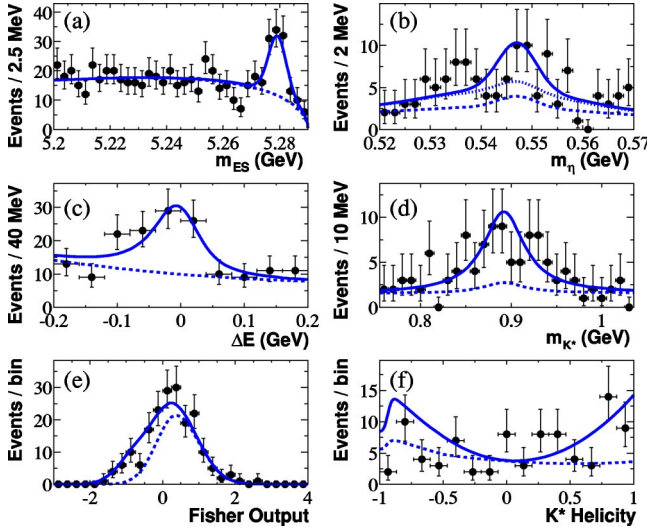 (a) (b)
Events / 2.5 MeV
40
30
20
10
0
5.2 5.22 5.24 5.26 5.28
m_ES (GeV)
Events / 2 MeV
10
5
0
0.52 0.53 0.54 0.55 0.56 0.57
m_η (GeV)
(c) (d)
Events / 40 MeV
30
20
10
0
-0.2 -0.1 0 0.1 0.2
ΔE (GeV)
Events / 10 MeV
10
5
0
0.8 0.9 1
m_K* (GeV)
(e) (f)
Events / bin
30
20
10
0
-2 0 2 4
Fisher Output
Events / bin
15
10
5
0
-1 -0.5 0 0.5 1
K* Helicity